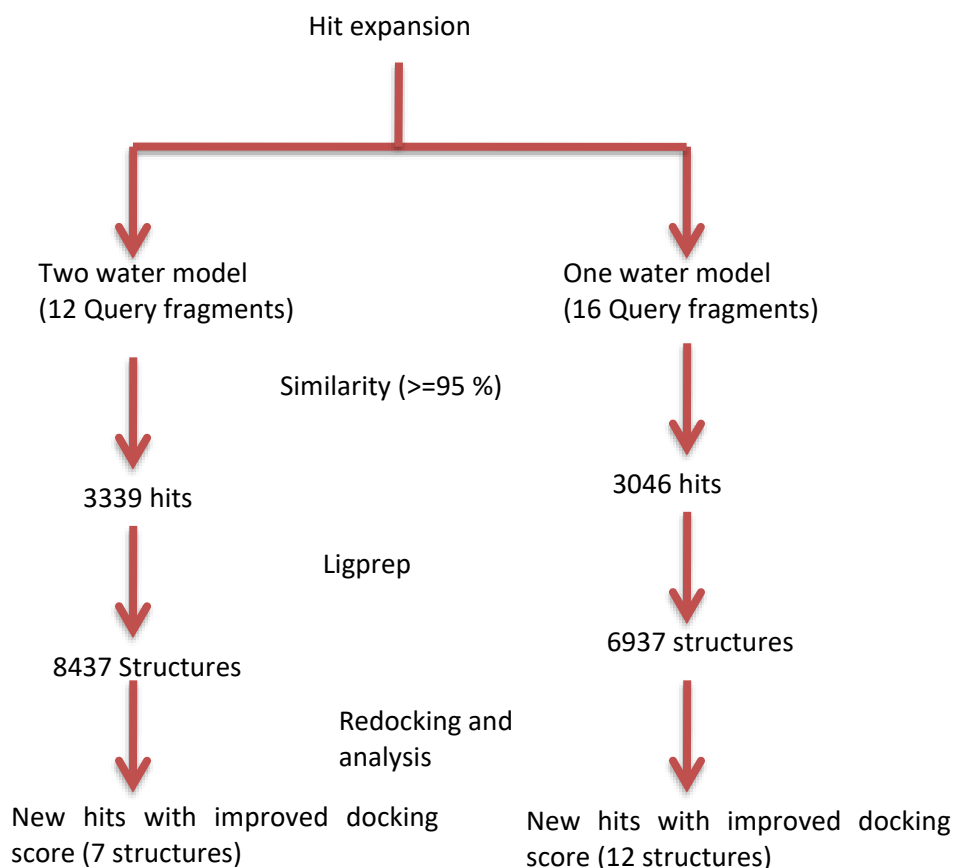 Hit expansion
Two water model
(12 Query fragments)
One water model
(16 Query fragments)
Similarity (>=95 %)
3339 hits
3046 hits
Ligprep
8437 Structures
6937 structures
Redocking and
analysis
New hits with improved docking
score (7 structures)
New hits with improved docking
score (12 structures)